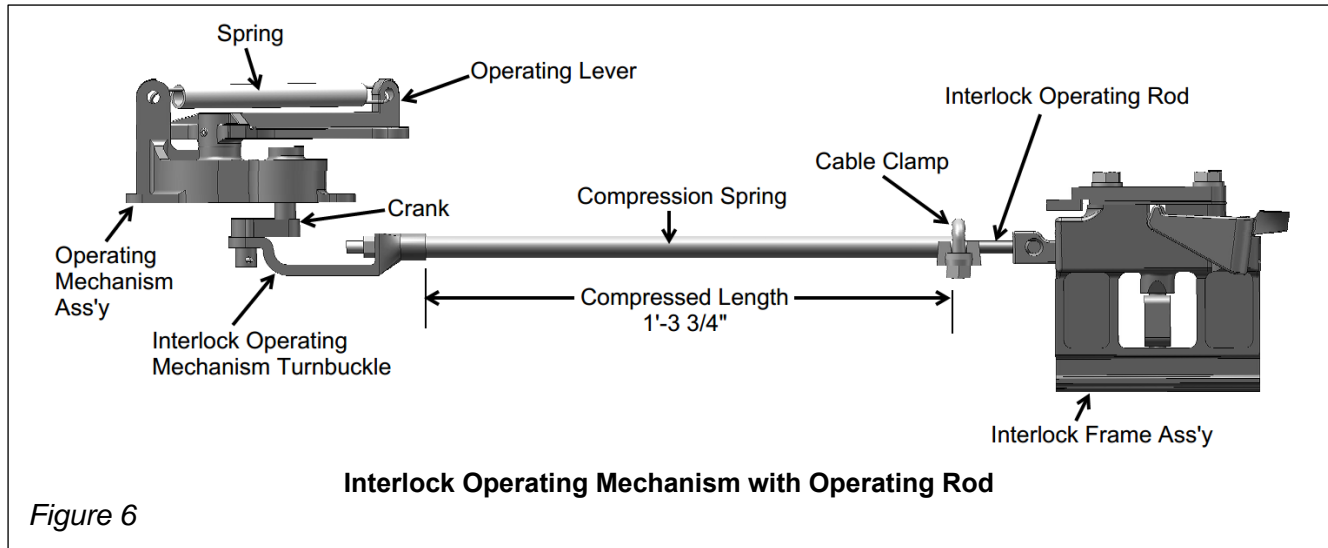 Spring
Operating Lever
Interlock Operating Rod
Cable Clamp
Compression Spring
Crank
Operating
Mechanism
Ass'y
Compressed Length
1'-3 3/4"
Interlock Operating
Mechanism Turnbuckle
Interlock Frame Ass'y
Interlock Operating Mechanism with Operating Rod
Figure 6